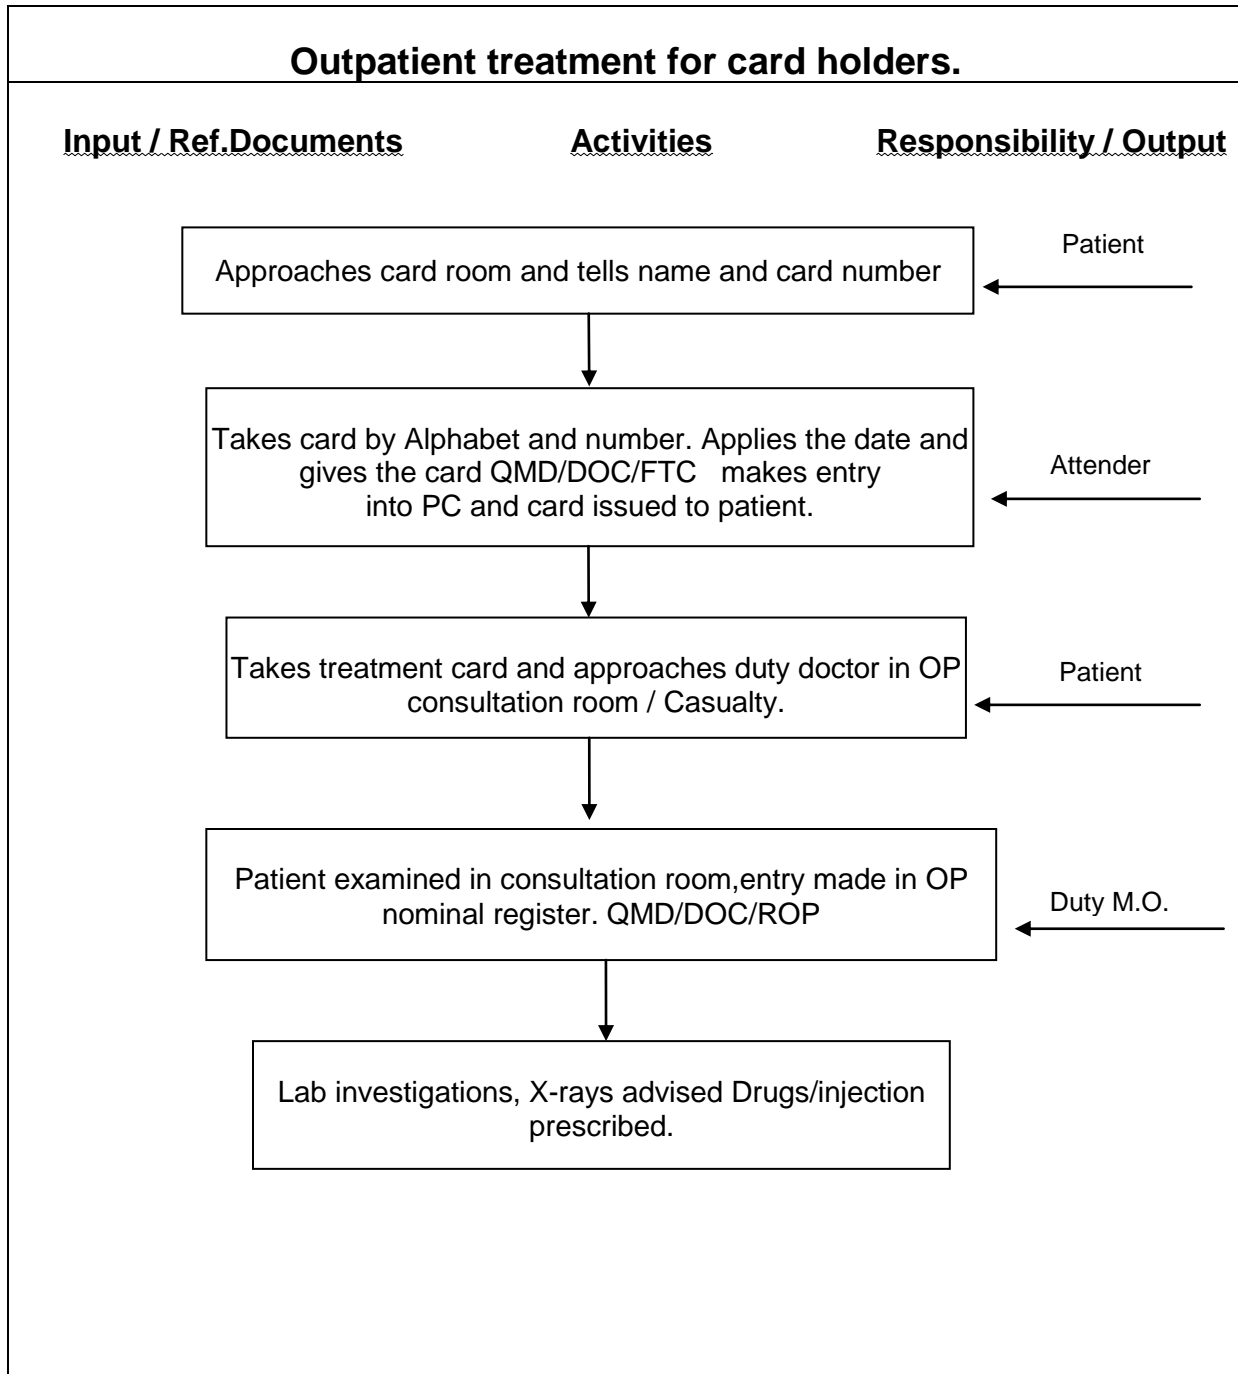 Outpatient treatment for card holders.
Input / Ref.Documents Activities Responsibility / Output
Patient
Approaches card room and tells name and card number
Takes card by Alphabet and number. Applies the date and
gives the card QMD/DOC/FTC makes entry
into PC and card issued to patient.
Attender
Takes treatment card and approaches duty doctor in OP
consultation room / Casualty.
Patient
Patient examined in consultation room,entry made in OP
nominal register. QMD/DOC/ROP
Duty M.O.
Lab investigations, X-rays advised Drugs/injection
prescribed.